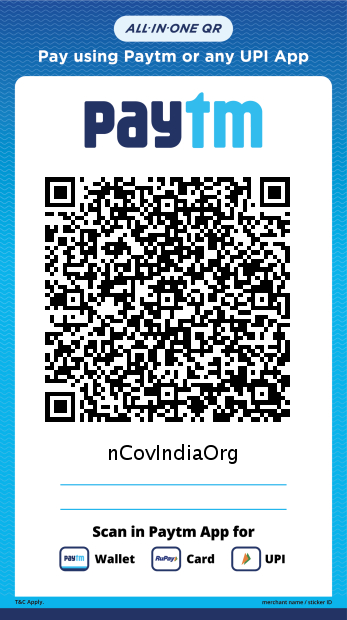 ALL·IN·ONE QR
Pay using Paytm or any UPI App
paytm
nCovIndiaOrg
Scan in Paytm App for
paytm Wallet RuPay Card UPI
T&C Apply. merchant name / sticker ID